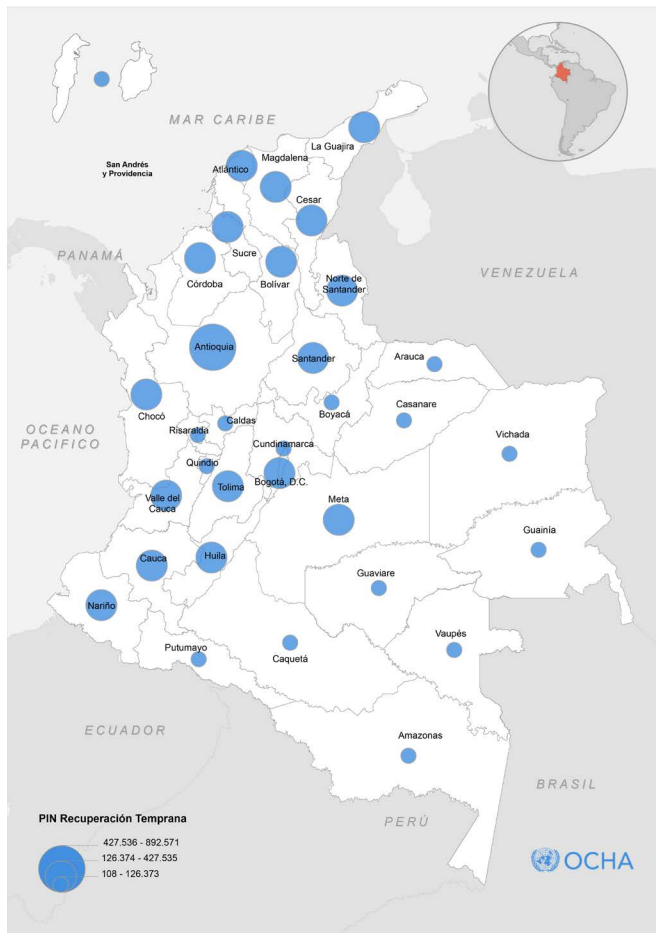 MAR CARIBE
La Guajira
Magdalena
San Andrés
y Providencia
Atlántico
Cesar
PANAMÁ
Sucre
VENEZUELA
Córdoba
Bolívar
Norte de
Santander
Antioquia
Santander
Arauca
Boyacá
Casanare
Chocó
Caldas
Risaralda
OCEANO
PACIFICO
Vichada
Cundinamarca
Quindio
Bogotá, D.C.
Valle del
Cauca
Tolima
Meta
Guainía
Cauca
Huila
Guaviare
Nariño
Vaupés
Putumayo
Caquetá
ECUADOR
Amazonas
BRASIL
PERÚ
PIN Recuperación Temprana
427.536 - 892.571
126.374 - 427.535
108 - 126.373
OCHA